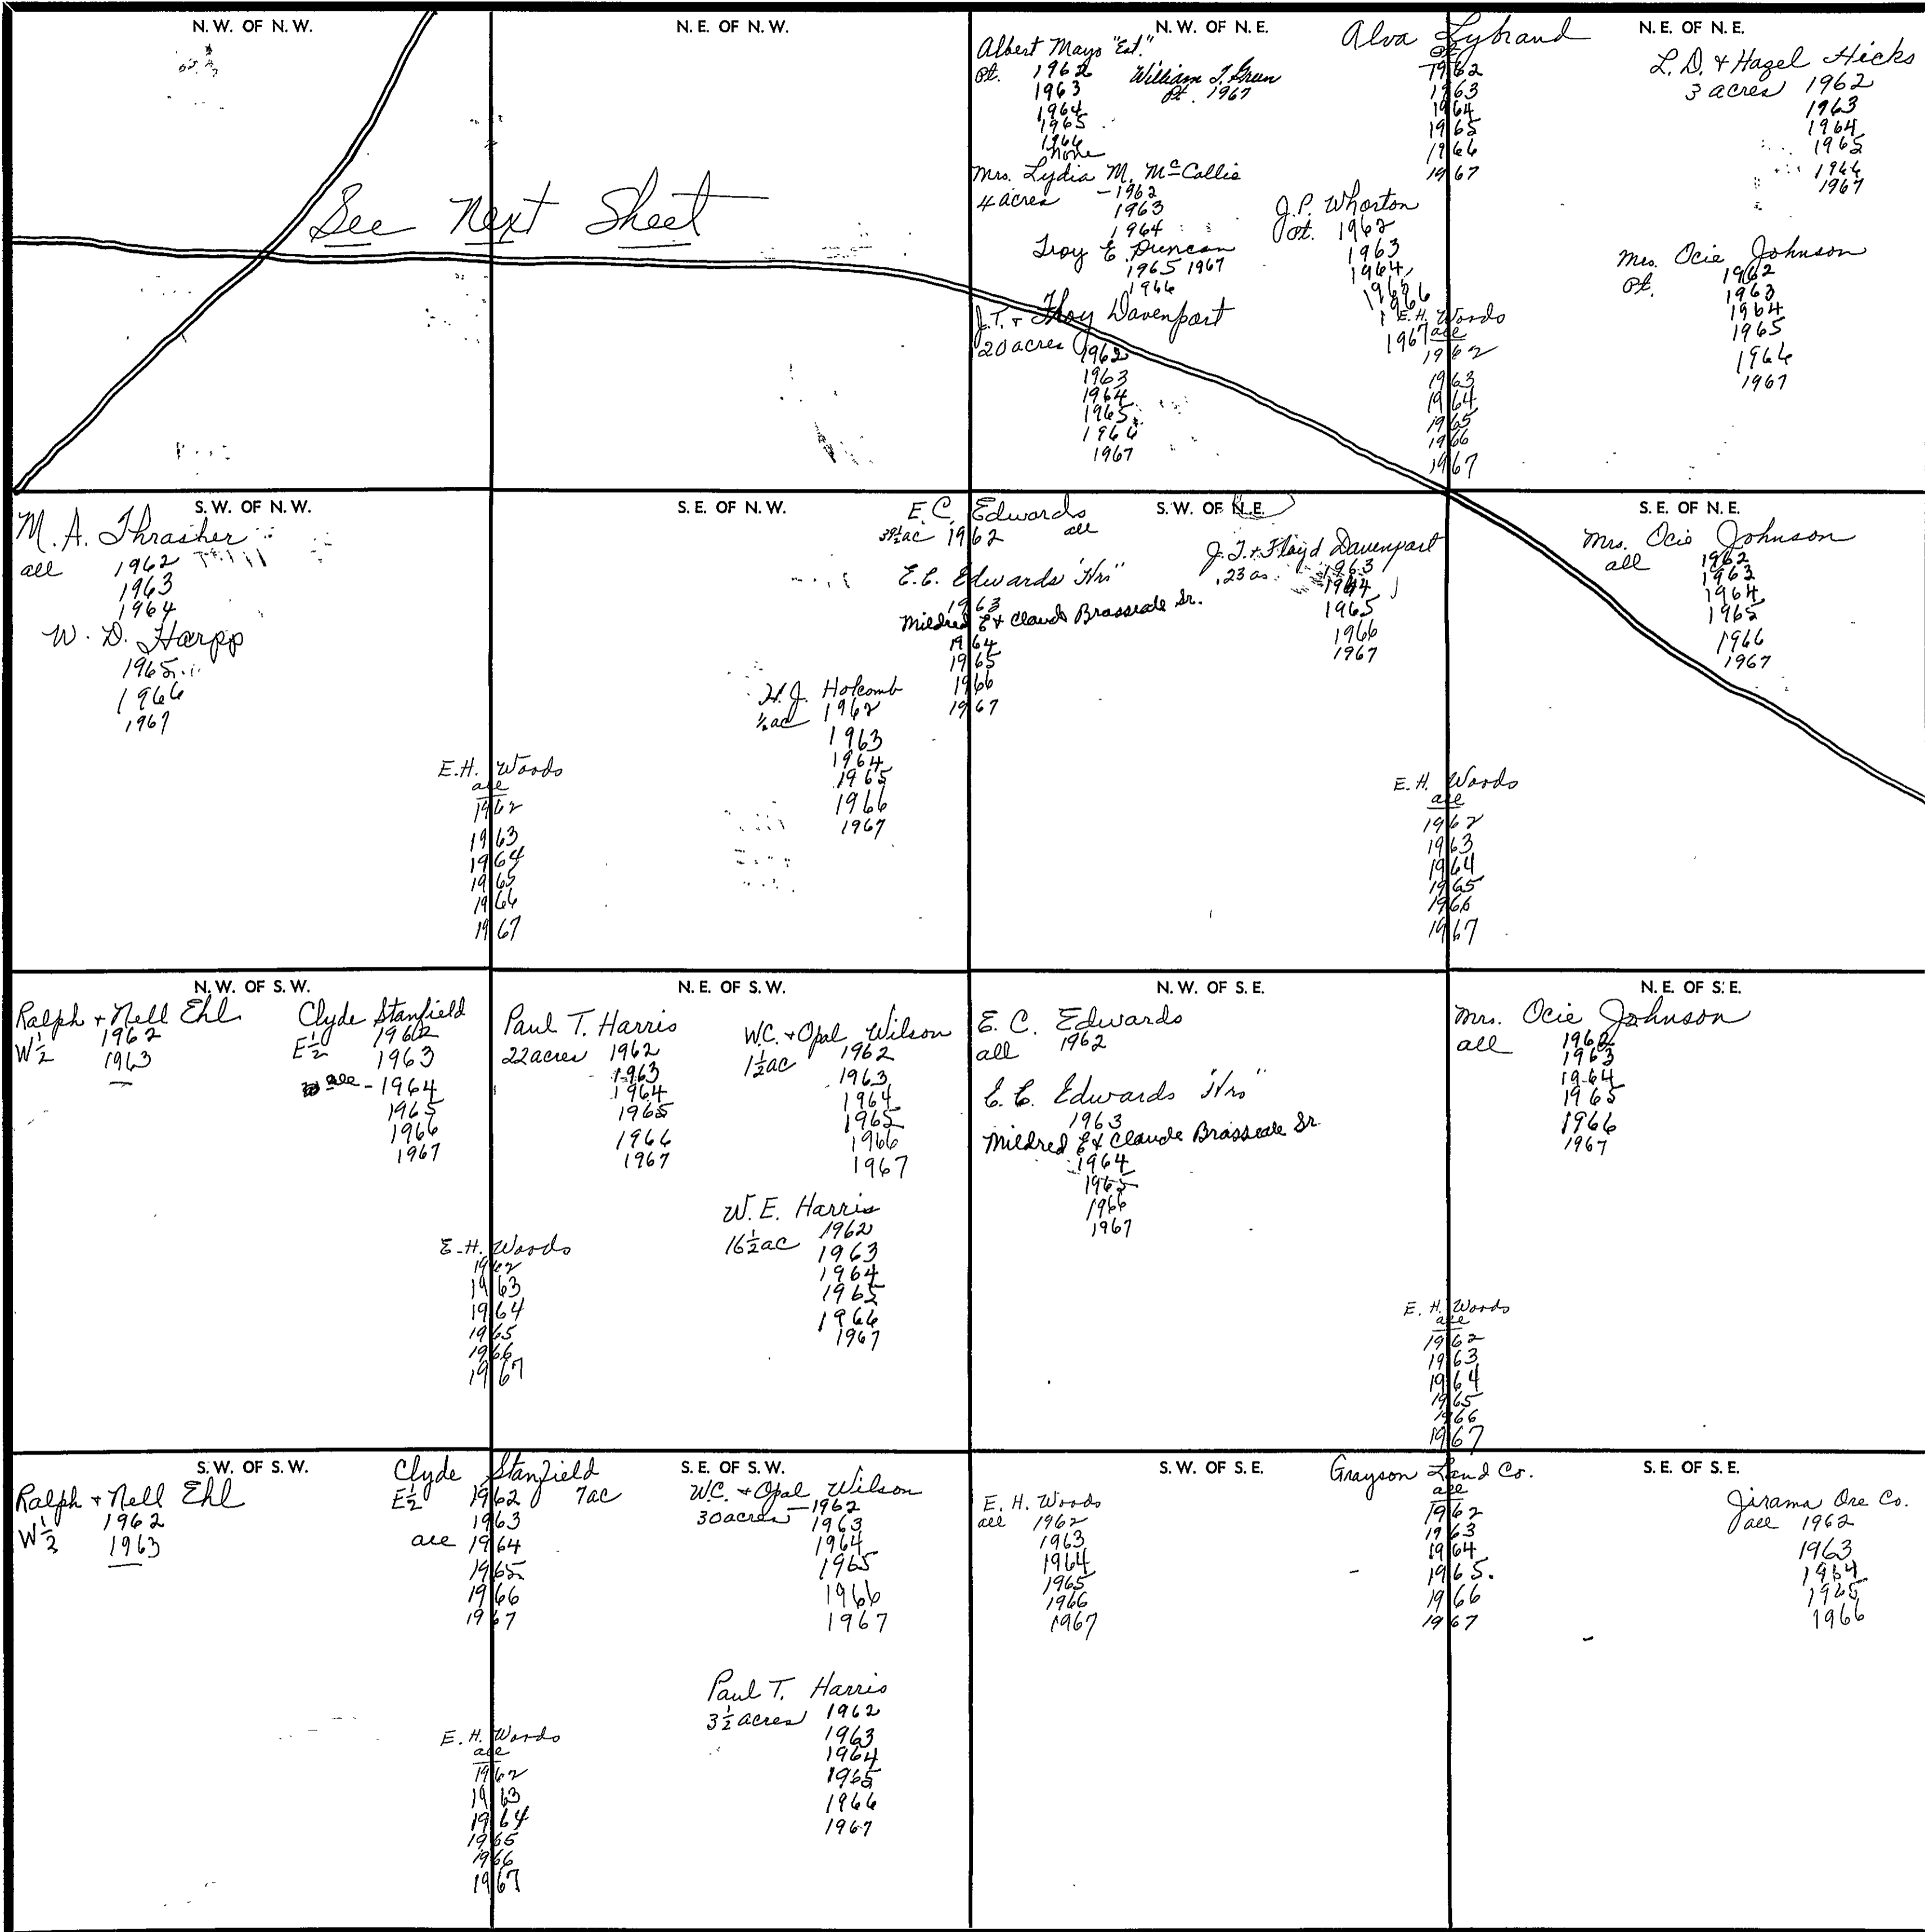 N. W. OF N. W.
N. E. OF N. W.
See Next Sheet
N. W. OF N. E.
Albert Mays "Est."
Pt. 1962
1963
1964
1965
1966
none
William T. Green
Pt. 1967
Mrs. Lydia M. McCollie
4 acres - 1962
1963
1964
Troy E. Duncan
1965 1967
1966
J.T. + Floy Davenport
20 acres 1962
1963
1964
1965
1966
1967
J.P. Whorton
pt. 1962
1963
1964
1965
1966
1967
Alva Lybrand
1962
1963
1964
1965
1966
1967
E.H. Woods
all
1962
1963
1964
1965
1966
1967
N. E. OF N. E.
L. D. + Hazel Hicks
3 acres 1962
1963
1964
1965
1966
1967
Mrs. Ocie Johnson
Pt. 1962
1963
1964
1965
1966
1967
S. W. OF N. W.
M. A. Thrasher
all 1962
1963
1964
W. D. Harpp
1965
1966
1967
E.H. Woods
all
1962
1963
1964
1965
1966
1967
S. E. OF N. W.
E. C. Edwards
39½ac 1962 all
E. C. Edwards "Hrs"
1963
Mildred E + Claude Brasseale Sr.
1964
1965
1966
1967
H. J. Holcomb
½ac 1962
1963
1964
1965
1966
1967
S. W. OF N. E.
J. T. + Floyd Davenport
.23 as. 1963
1964
1965
1966
1967
E. H. Woods
all
1962
1963
1964
1965
1966
1967
S. E. OF N. E.
Mrs. Ocie Johnson
all 1962
1963
1964
1965
1966
1967
N. W. OF S. W.
Ralph + Nell Ehl
W½ 1962
1963
Clyde Stanfield
E½ 1962
1963
all - 1964
1965
1966
1967
E. H. Woods
1962
1963
1964
1965
1966
1967
N. E. OF S. W.
Paul T. Harris
22 acres 1962
1963
1964
1965
1966
1967
W.C. + Opal Wilson
1½ac 1962
1963
1964
1965
1966
1967
W. E. Harris
16½ac 1962
1963
1964
1965
1966
1967
N. W. OF S. E.
E. C. Edwards
all 1962
E. C. Edwards "Hrs"
1963
Mildred E + Claude Brasseale Sr.
1964
1965
1966
1967
E. H. Woods
all
1962
1963
1964
1965
1966
1967
N. E. OF S. E.
Mrs. Ocie Johnson
all 1962
1963
1964
1965
1966
1967
S. W. OF S. W.
Ralph + Nell Ehl
W½ 1962
1963
Clyde Stanfield
E½ 1962 7ac
1963
all 1964
1965
1966
1967
E. H. Woods
all
1962
1963
1964
1965
1966
1967
S. E. OF S. W.
W.C. + Opal Wilson
30 acres - 1962
1963
1964
1965
1966
1967
Paul T. Harris
3½ acres 1962
1963
1964
1965
1966
1967
S. W. OF S. E.
E. H. Woods
all 1962
1963
1964
1965
1966
1967
Grayson Land Co.
all
1962
1963
1964
1965.
1966
1967
S. E. OF S. E.
Jirama Ore Co.
all 1962
1963
1964
1965
1966